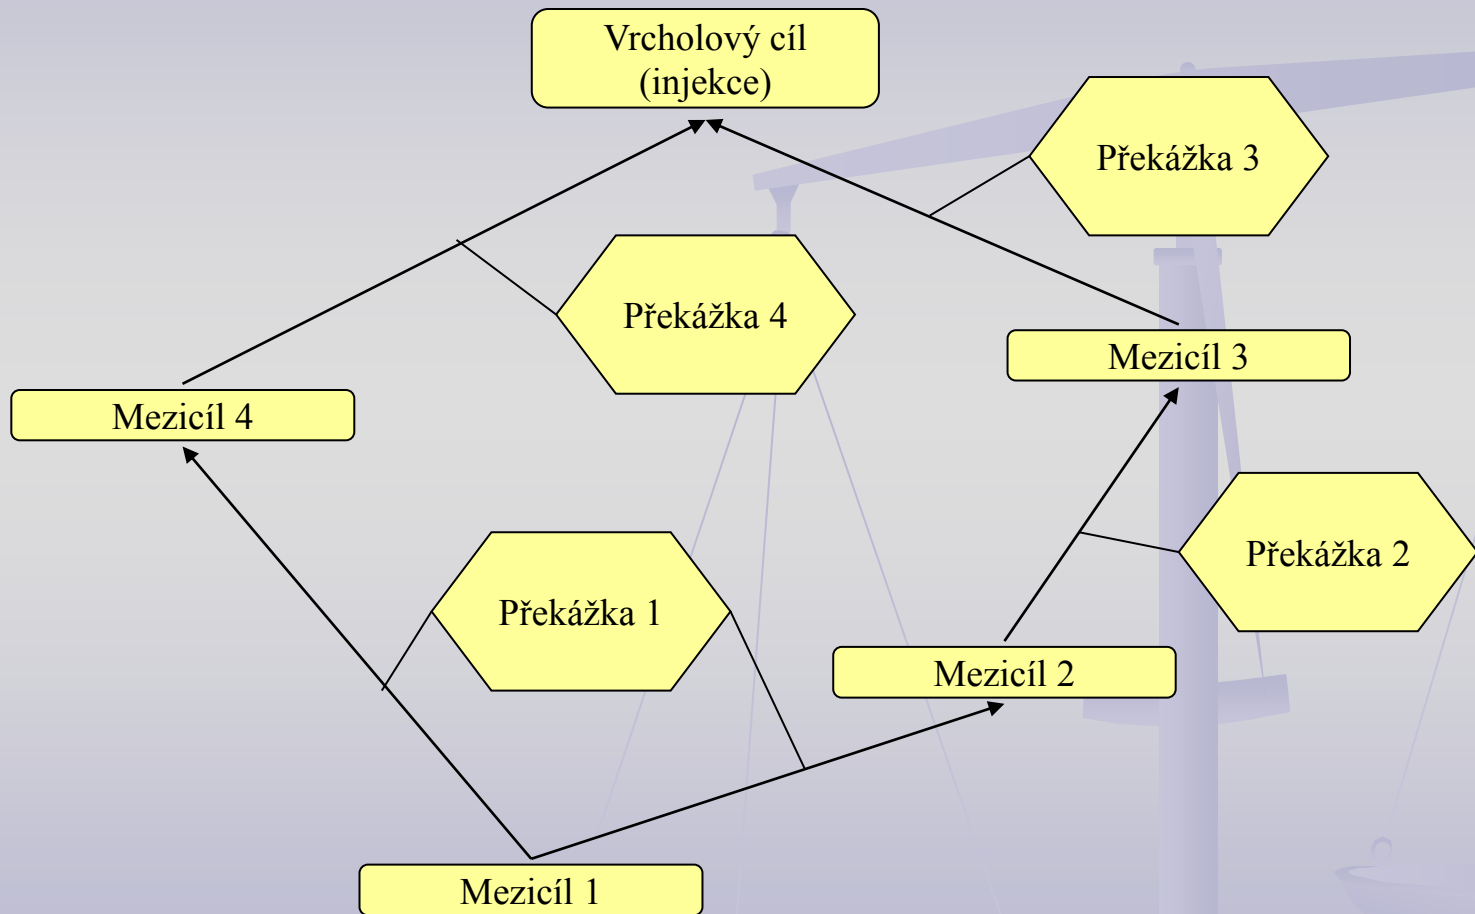 Vrcholový cíl
(injekce)
Překážka 3
Překážka 4
Mezicíl 3
Mezicíl 4
Překážka 2
Překážka 1
Mezicíl 2
Mezicíl 1